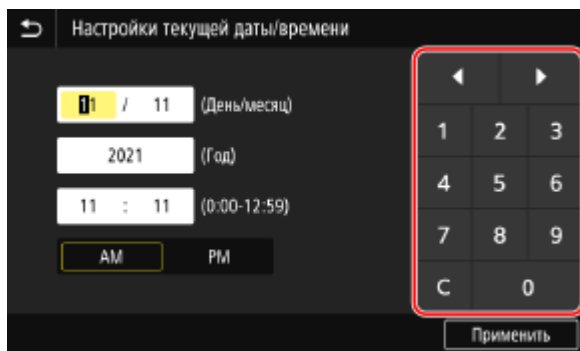 Настройки текущей даты/времени
11 / 11 (День/месяц)
2021 (Год)
11 : 11 (0:00-12:59)
AM PM
1 2 3
4 5 6
7 8 9
C 0
Применить